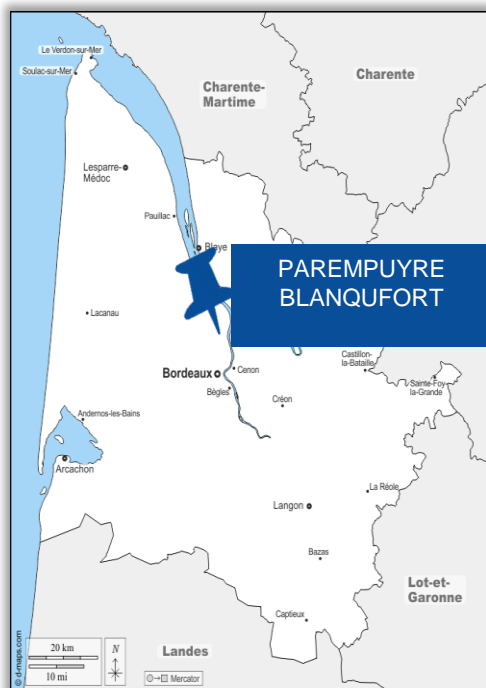 Le Verdon-sur-Mer
Soulac-sur-Mer
Charente-
Martime
Charente
Lesparre-
Médoc
Pauillac
Blaye
PAREMPUYRE
BLANQUFORT
Lacanau
Castillon-
la-Bataille
Bordeaux
Cenon
Sainte-Foy
la-Grande
Bègles
Créon
Andernos-les-Bains
Arcachon
La Réole
Langon
Bazas
Lot-et-
Garonne
Captieux
Landes
20 km
10 mi
N
Mercator
© d-maps.com